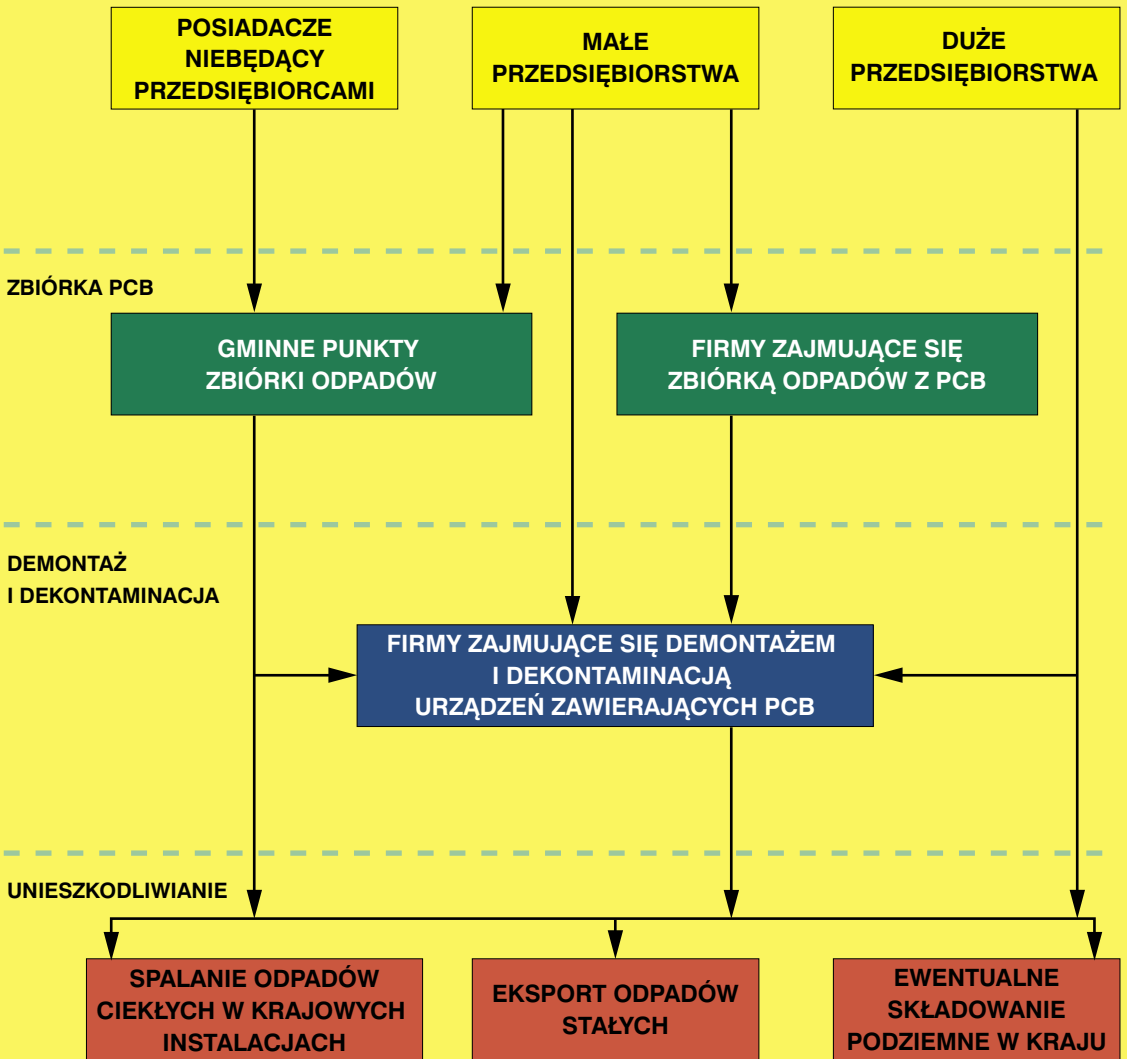 POSIADACZE
NIEBĘDĄCY
PRZEDSIĘBIORCAMI
MAŁE
PRZEDSIĘBIORSTWA
DUŻE
PRZEDSIĘBIORSTWA
ZBIÓRKA PCB
GMINNE PUNKTY
ZBIÓRKI ODPADÓW
FIRMY ZAJMUJĄCE SIĘ
ZBIÓRKĄ ODPADÓW Z PCB
DEMONTAŻ
I DEKONTAMINACJA
FIRMY ZAJMUJĄCE SIĘ DEMONTAŻEM
I DEKONTAMINACJĄ
URZĄDZEŃ ZAWIERAJĄCYCH PCB
UNIESZKODLIWIANIE
SPALANIE ODPADÓW
CIEKŁYCH W KRAJOWYCH
INSTALACJACH
EKSPORT ODPADÓW
STAŁYCH
EWENTUALNE
SKŁADOWANIE
PODZIEMNE W KRAJU